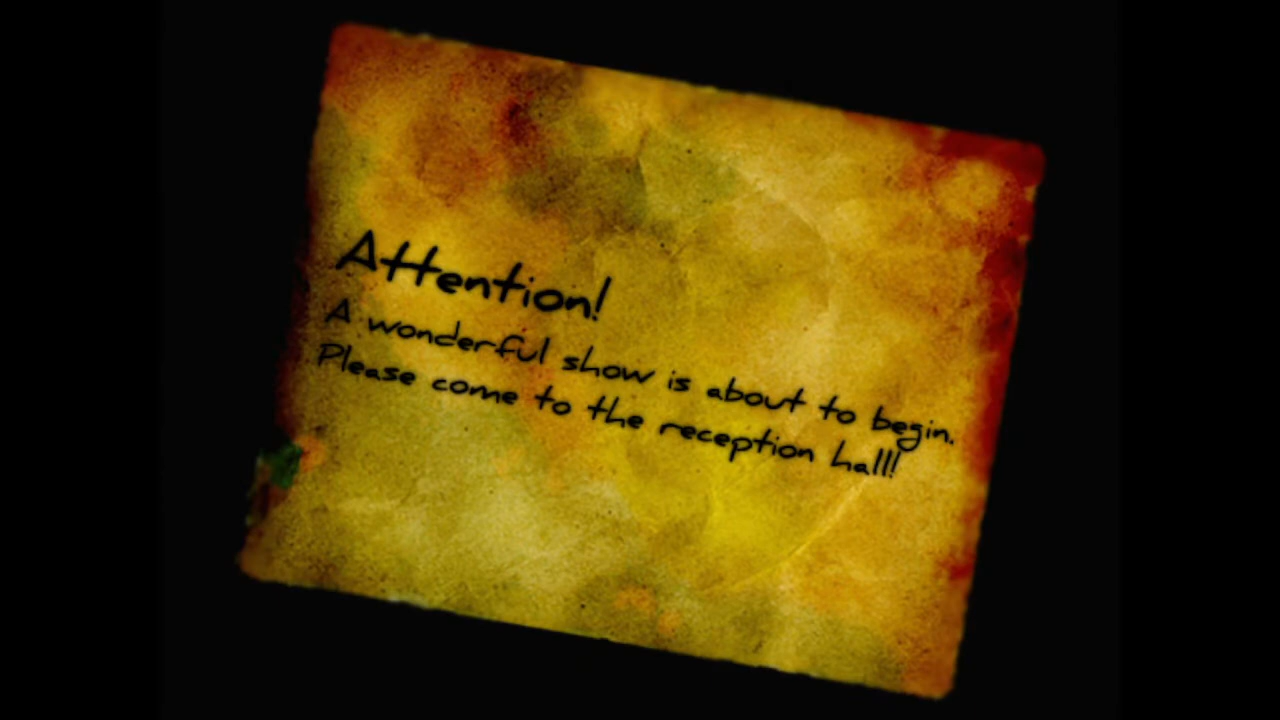 Attention!
A wonderful show is about to begin.
Please come to the reception hall!